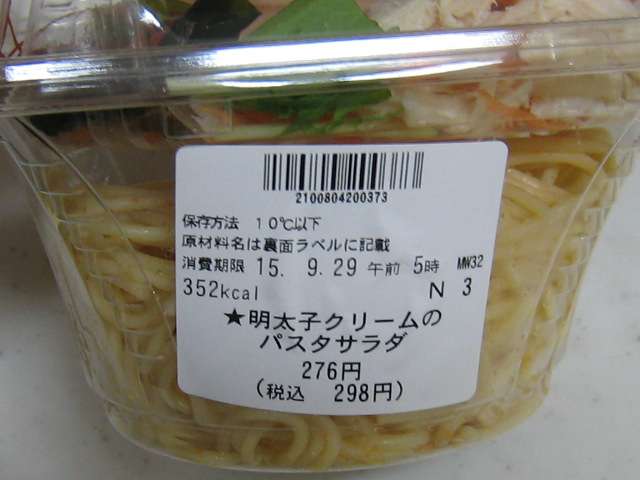 2100804200373
保存方法 10℃以下
原材料名は裏面ラベルに記載
消費期限 15. 9. 29 午前 5時 MW32
352kcal N 3
★明太子クリームの
パスタサラダ
276円
(税込 298円)